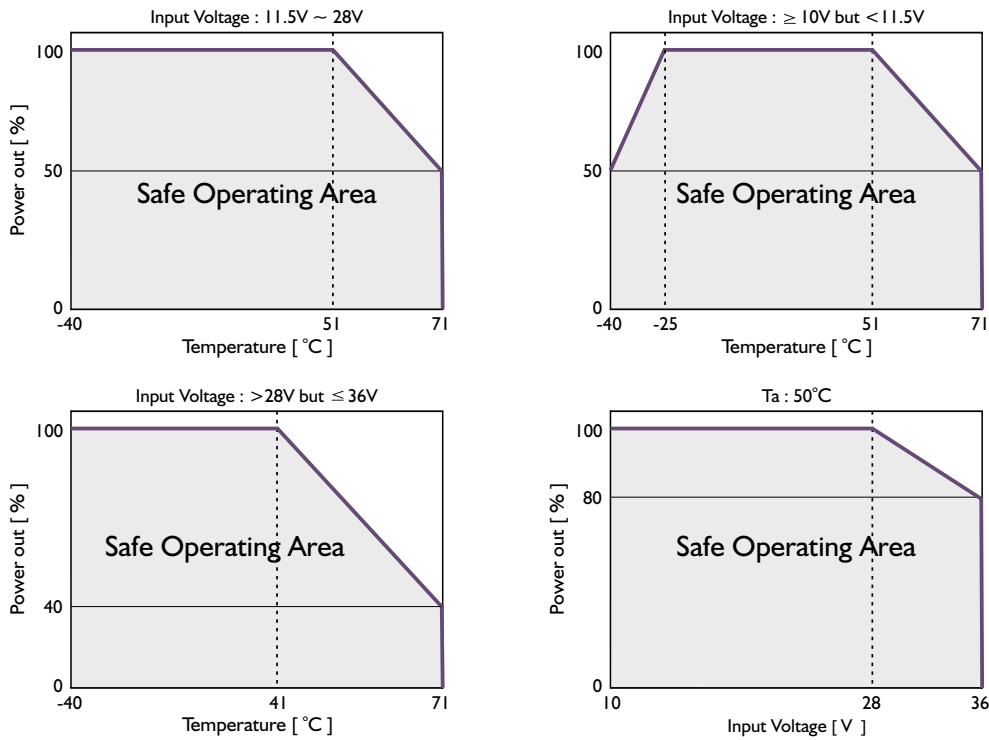 Input Voltage : 11.5V ~ 28V
100
50
0
Power out [ % ]
Safe Operating Area
-40
51
71
Temperature [ °C ]
Input Voltage : ≥ 10V but <11.5V
100
50
0
Power out [ % ]
Safe Operating Area
-40
-25
51
71
Temperature [ °C ]
Input Voltage : >28V but ≤ 36V
100
40
0
Power out [ % ]
Safe Operating Area
-40
41
71
Temperature [ °C ]
Ta : 50°C
100
80
0
Power out [ % ]
Safe Operating Area
10
28
36
Input Voltage [ V ]